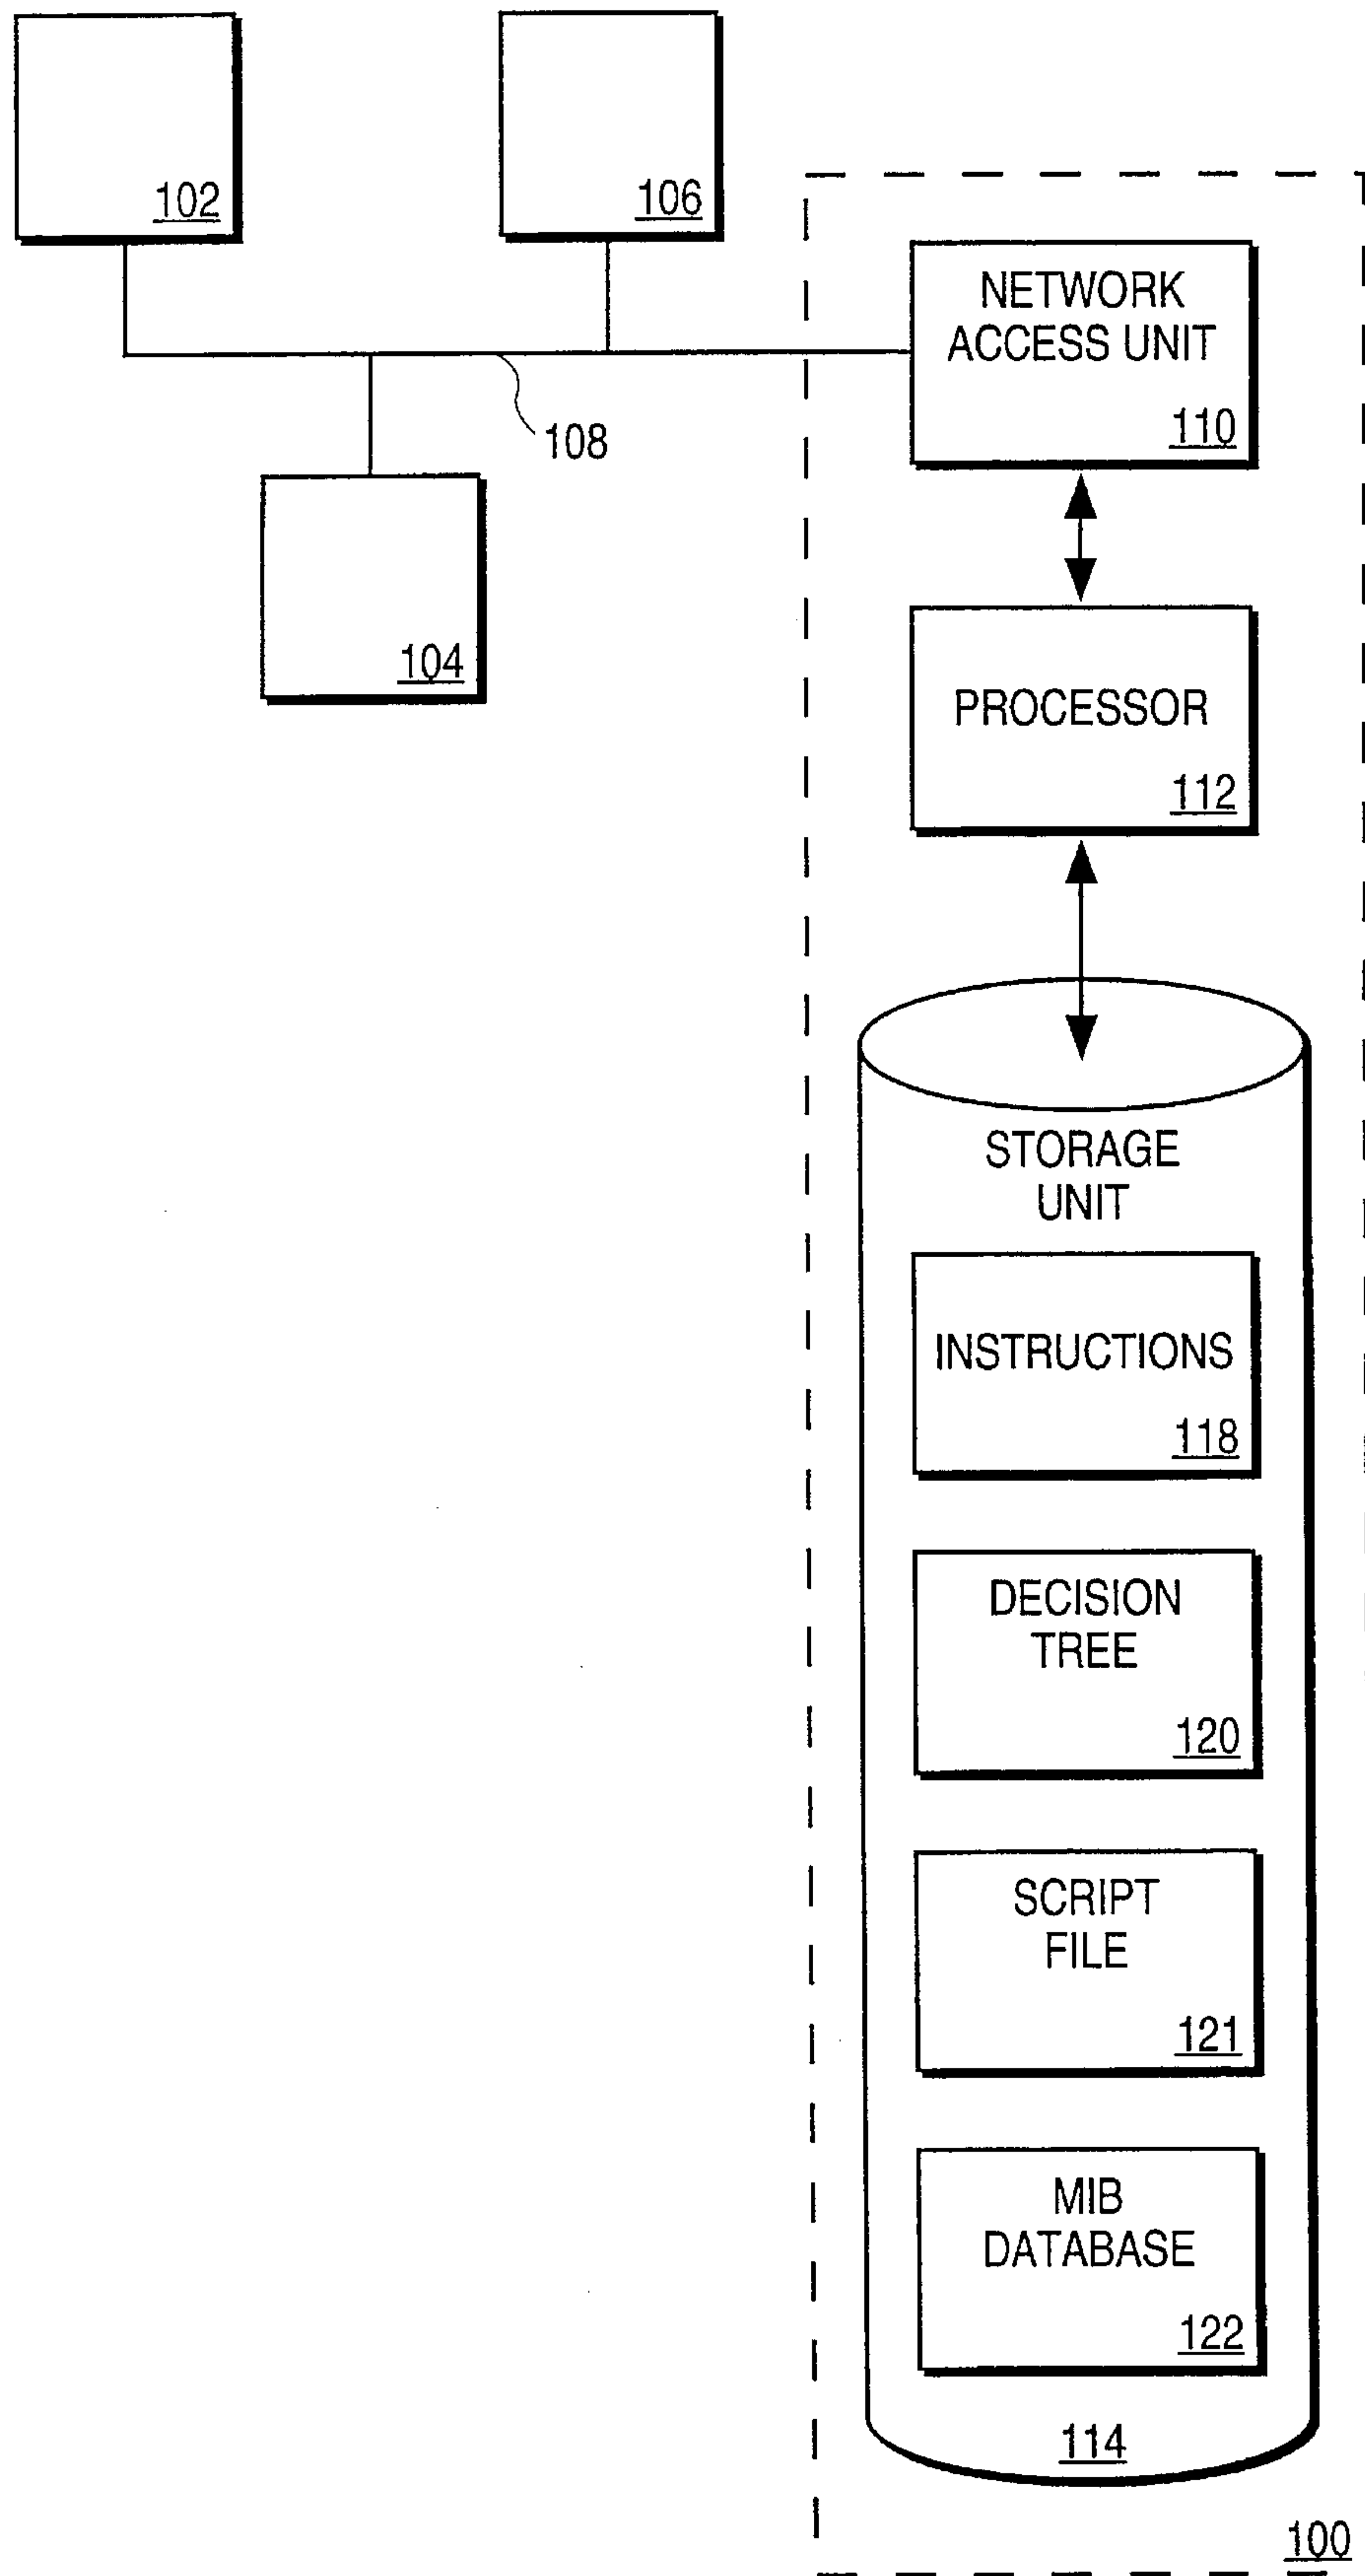 102
106
NETWORK
ACCESS UNIT
110
108
104
PROCESSOR
112
STORAGE
UNIT
INSTRUCTIONS
118
DECISION
TREE
120
SCRIPT
FILE
121
MIB
DATABASE
122
114
100